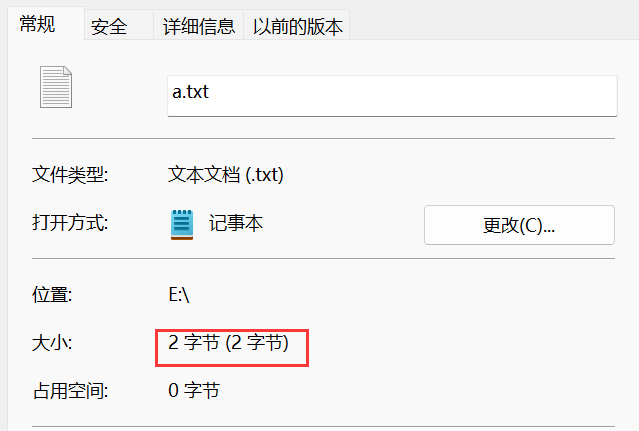 常规 安全 详细信息 以前的版本
a.txt
文件类型: 文本文档 (.txt)
打开方式: 记事本 更改(C)...
位置: E:\
大小: 2 字节 (2 字节)
占用空间: 0 字节